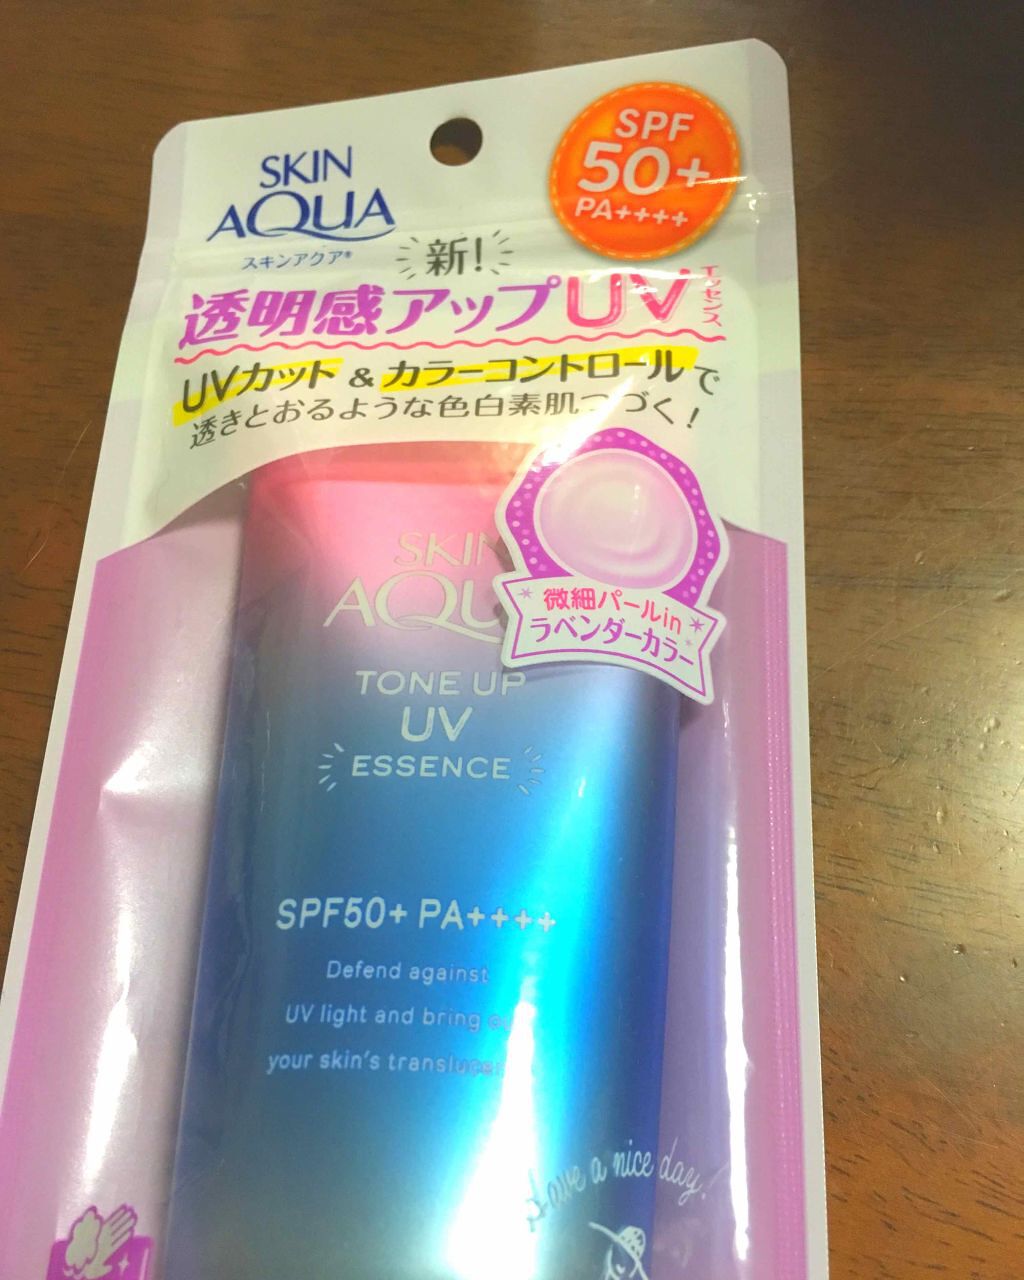 SKIN
AQUA
スキンアクア®
SPF
50+
PA++++
新!
透明感アップUV
エッセンス
UVカット & カラーコントロールで
透きとおるような色白素肌つづく!
微細パールin
ラベンダーカラー
SKIN
AQU
TONE UP
UV
ESSENCE
SPF50+ PA++++
Defend against
UV light and bring
your skin's
Have a nice day!